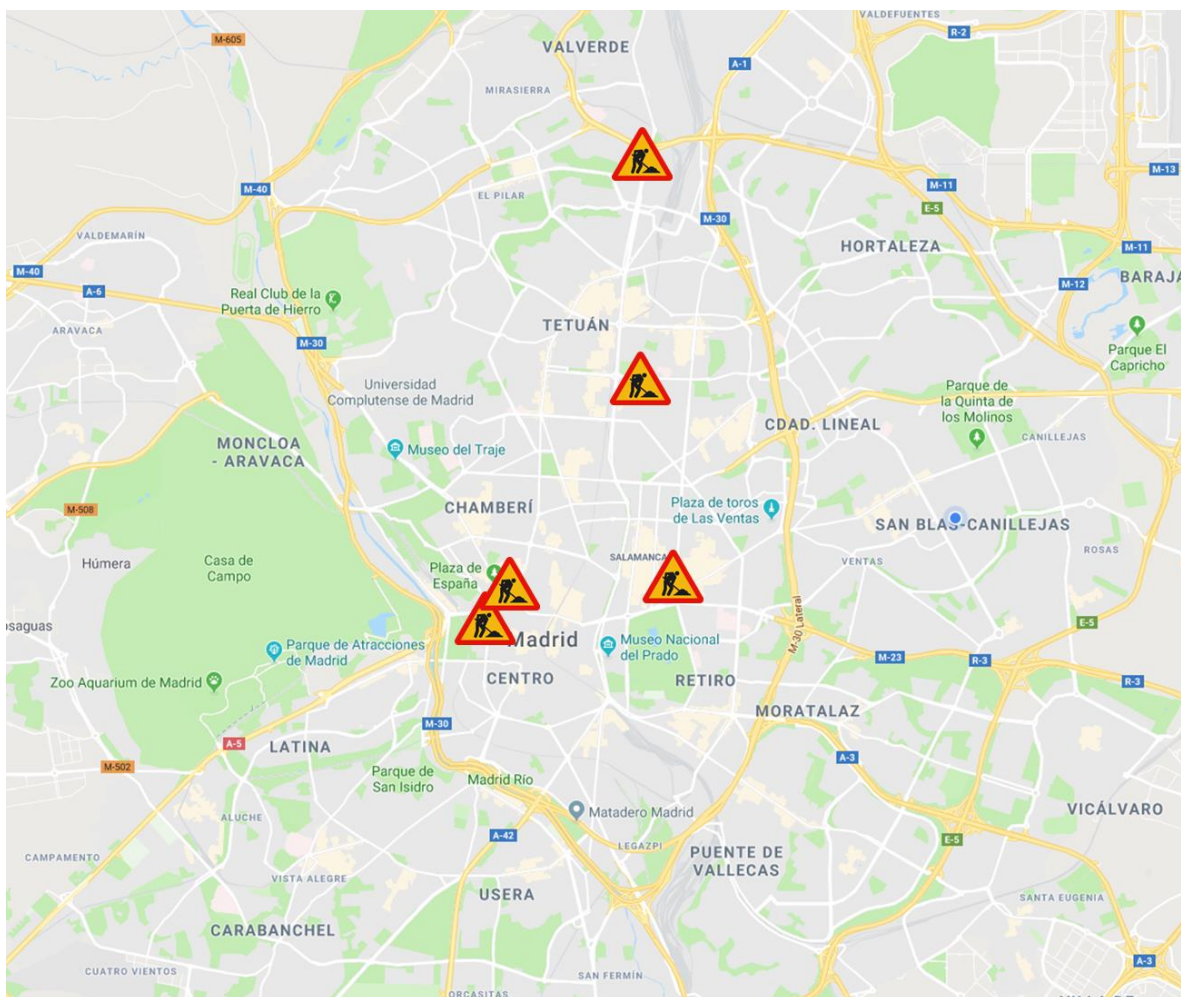 VALDEFUENTES
M-605
R-2
VALVERDE
A-1
MIRASIERRA
M-13
M-40
M-11
EL PILAR
E-5
M-30
VALDEMARÍN
HORTALEZA
M-11
M-40
BARAJA
A-6
M-12
Real Club de la
Puerta de Hierro
TETUÁN
ARAVACA
M-30
Parque El
Capricho
Universidad
Complutense de Madrid
Parque de
la Quinta de
los Molinos
CDAD. LINEAL
MONCLOA
- ARAVACA
Museo del Traje
CANILLEJAS
CHAMBERÍ
Plaza de toros
de Las Ventas
M-508
SAN BLAS-CANILLEJAS
Húmera
Casa de
Campo
SALAMANCA
ROSAS
VENTAS
Plaza de
España
osaguas
E-5
M-30 Lateral
Parque de Atracciones
de Madrid
Madrid
Museo Nacional
del Prado
M-23
R-3
Zoo Aquarium de Madrid
CENTRO
RETIRO
R-3
MORATALAZ
M-30
A-5
LATINA
A-3
M-502
Parque de
San Isidro
Madrid Río
Matadero Madrid
VICÁLVARO
ALUCHE
A-42
E-5
LEGAZPI
CAMPAMENTO
PUENTE DE
VALLECAS
VISTA ALEGRE
USERA
SANTA EUGENIA
CARABANCHEL
A-3
CUATRO VIENTOS
SAN FERMÍN
ORCASITAS